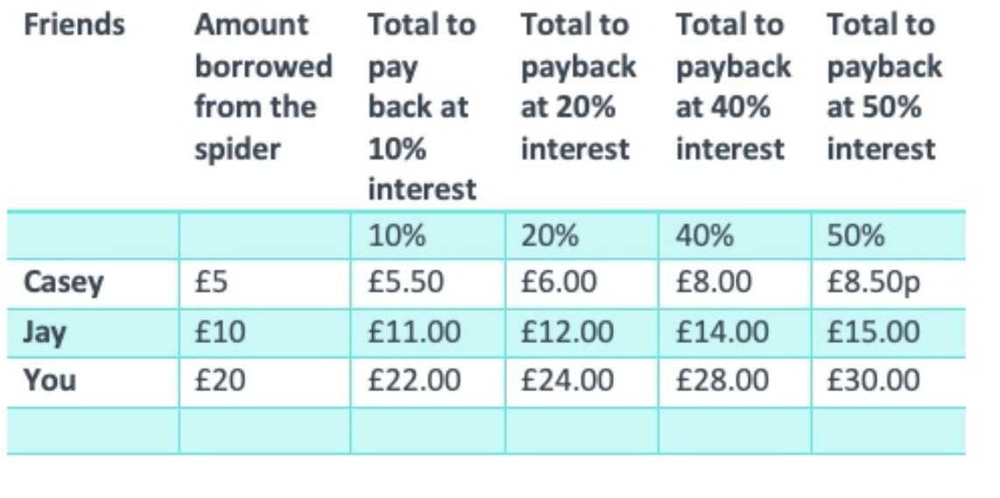 Friends Amount Total to Total to Total to Total to
borrowed pay payback payback payback
from the back at at 20% at 40% at 50%
spider 10% interest interest interest
interest
10% 20% 40% 50%
Casey £5 £5.50 £6.00 £8.00 £8.50p
Jay £10 £11.00 £12.00 £14.00 £15.00
You £20 £22.00 £24.00 £28.00 £30.00